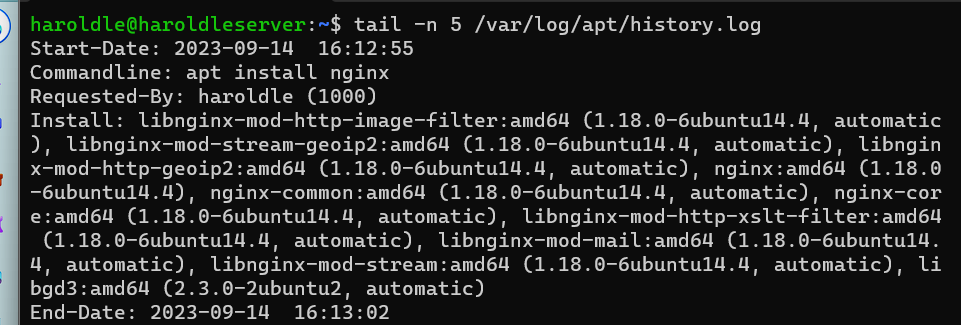 haroldle@haroldleserver:~$ tail -n 5 /var/log/apt/history.log
Start-Date: 2023-09-14  16:12:55
Commandline: apt install nginx
Requested-By: haroldle (1000)
Install: libnginx-mod-http-image-filter:amd64 (1.18.0-6ubuntu14.4, automatic
), libnginx-mod-stream-geoip2:amd64 (1.18.0-6ubuntu14.4, automatic), libngin
x-mod-http-geoip2:amd64 (1.18.0-6ubuntu14.4, automatic), nginx:amd64 (1.18.0
-6ubuntu14.4), nginx-common:amd64 (1.18.0-6ubuntu14.4, automatic), nginx-cor
e:amd64 (1.18.0-6ubuntu14.4, automatic), libnginx-mod-http-xslt-filter:amd64
 (1.18.0-6ubuntu14.4, automatic), libnginx-mod-mail:amd64 (1.18.0-6ubuntu14.
4, automatic), libnginx-mod-stream:amd64 (1.18.0-6ubuntu14.4, automatic), li
bgd3:amd64 (2.3.0-2ubuntu2, automatic)
End-Date: 2023-09-14  16:13:02